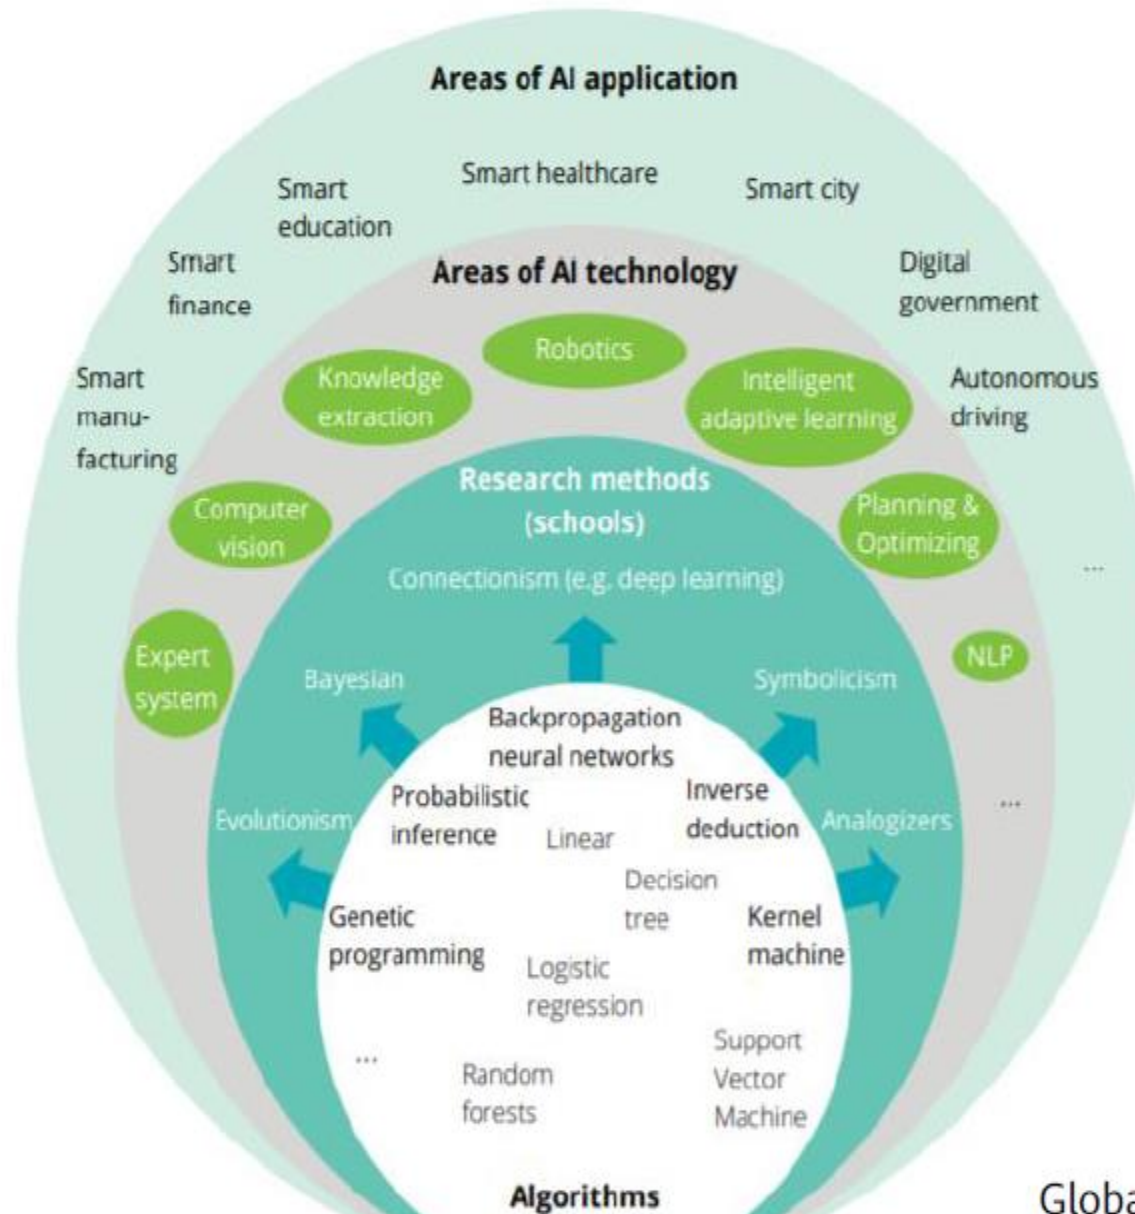 Areas of AI application
Smart healthcare
Smart
education
Smart city
Smart
finance
Digital
government
Smart
manu-
facturing
Autonomous
driving
...
Areas of AI technology
Robotics
Knowledge
extraction
Intelligent
adaptive learning
Computer
vision
Planning &
Optimizing
Expert
system
NLP
...
Research methods
(schools)
Connectionism (e.g. deep learning)
Bayesian
Symbolicism
Evolutionism
Analogizers
Backpropagation
neural networks
Probabilistic
inference
Inverse
deduction
Linear
Decision
tree
Genetic
programming
Kernel
machine
Logistic
regression
...
Random
forests
Support
Vector
Machine
Algorithms